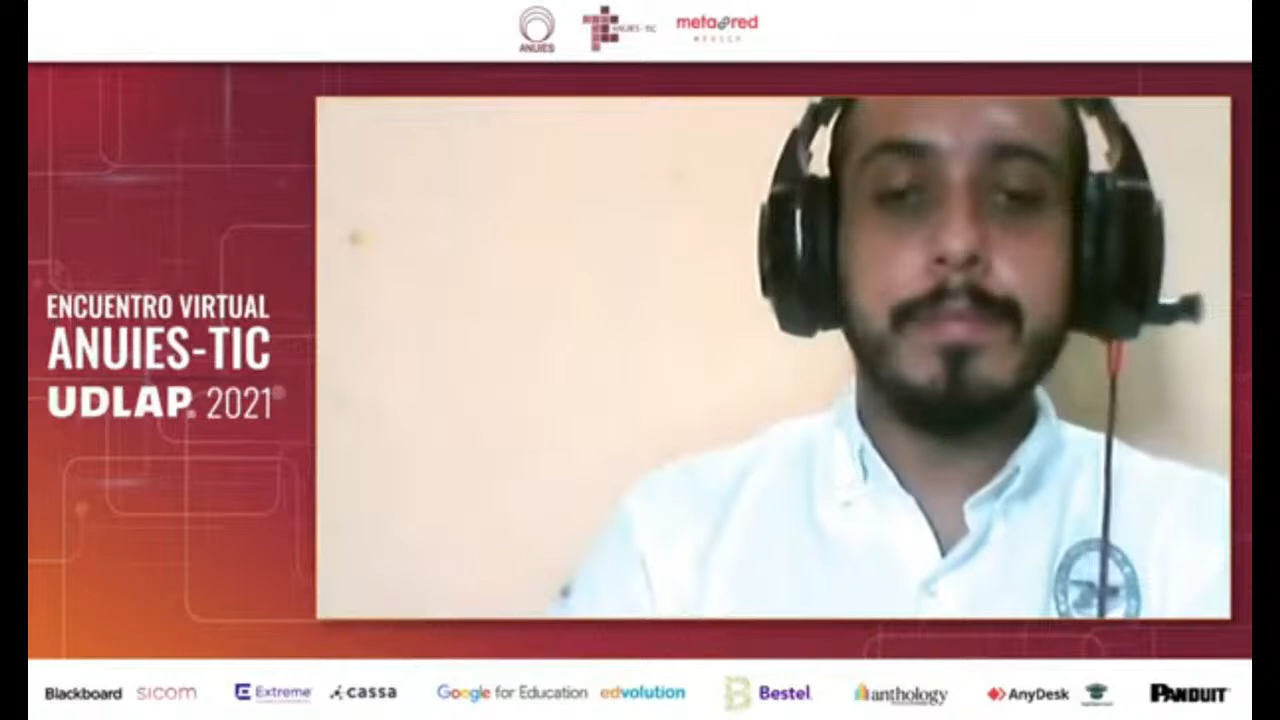 ANUIES
ANUIES-TIC
metared
MÉXICO
ENCUENTRO VIRTUAL
ANUIES-TIC
UDLAP 2021
Blackboard
sicom
Extreme
cassa
Google for Education
edvolution
Bestel
anthology
AnyDesk
PANDUIT